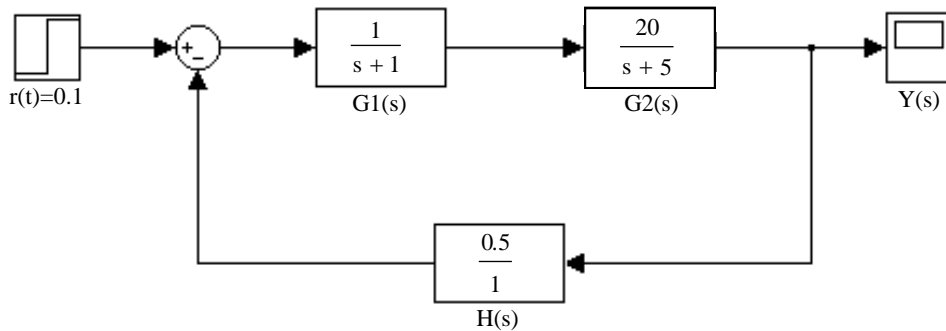 r(t)=0.1
+
−
1
s + 1
G1(s)
20
s + 5
G2(s)
Y(s)
0.5
1
H(s)